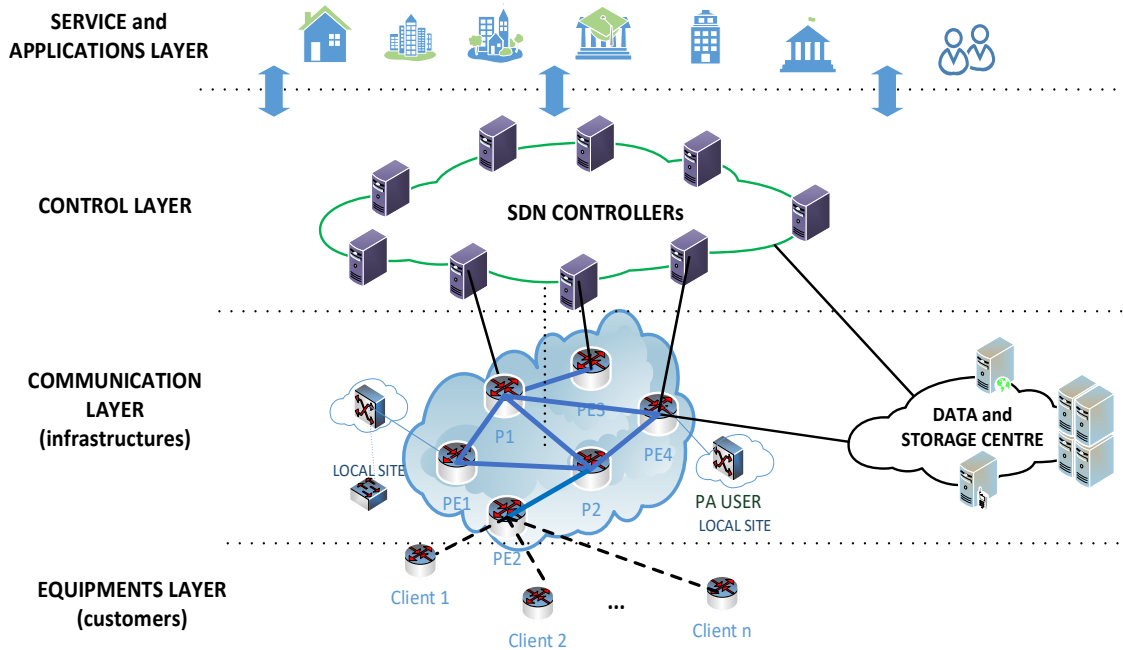 SERVICE and
APPLICATIONS LAYER
CONTROL LAYER
SDN CONTROLLERs
COMMUNICATION
LAYER
(infrastructures)
P1
PE3
PE4
PE1
P2
PE2
LOCAL SITE
PA USER
LOCAL SITE
DATA and
STORAGE CENTRE
EQUIPMENTS LAYER
(customers)
Client 1
Client 2
...
Client n